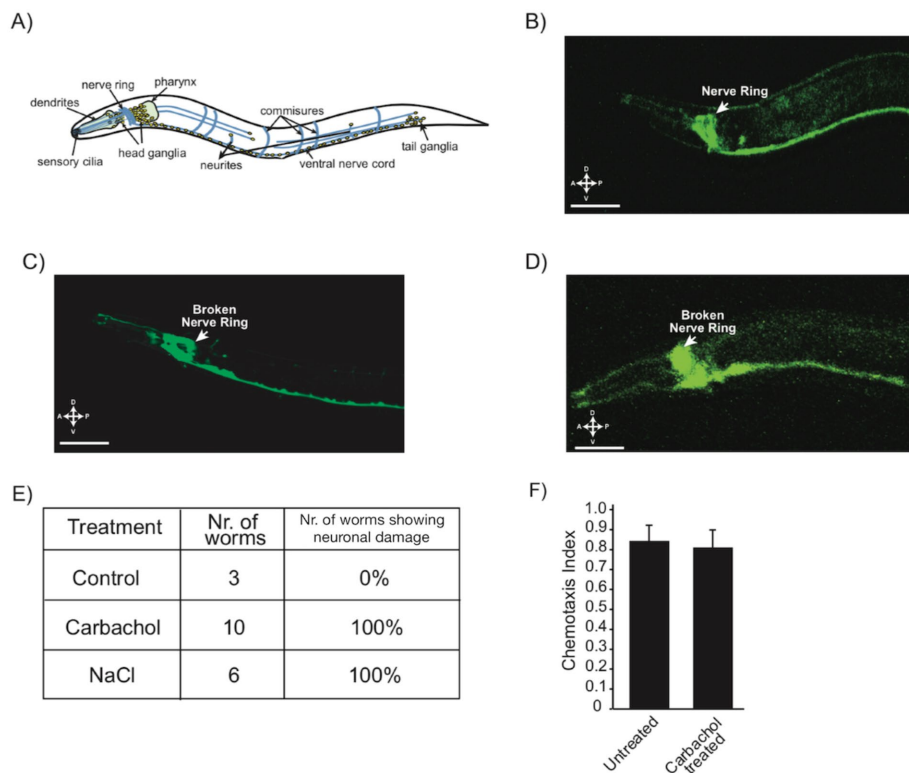 A)
nerve ring
pharynx
dendrites
commisures
sensory cilia
head ganglia
neurites
ventral nerve cord
tail ganglia
B)
Nerve Ring
D
A P
V
C)
Broken
Nerve Ring
D
A P
V
D)
Broken
Nerve Ring
D
A P
V
E)
Treatment
Nr. of
worms
Nr. of worms showing
neuronal damage
Control 3 0%
Carbachol 10 100%
NaCl 6 100%
F)
Chemotaxis Index
1.0
0.9
0.8
0.7
0.6
0.5
0.4
0.3
0.2
0.1
0
Untreated
Carbachol
treated